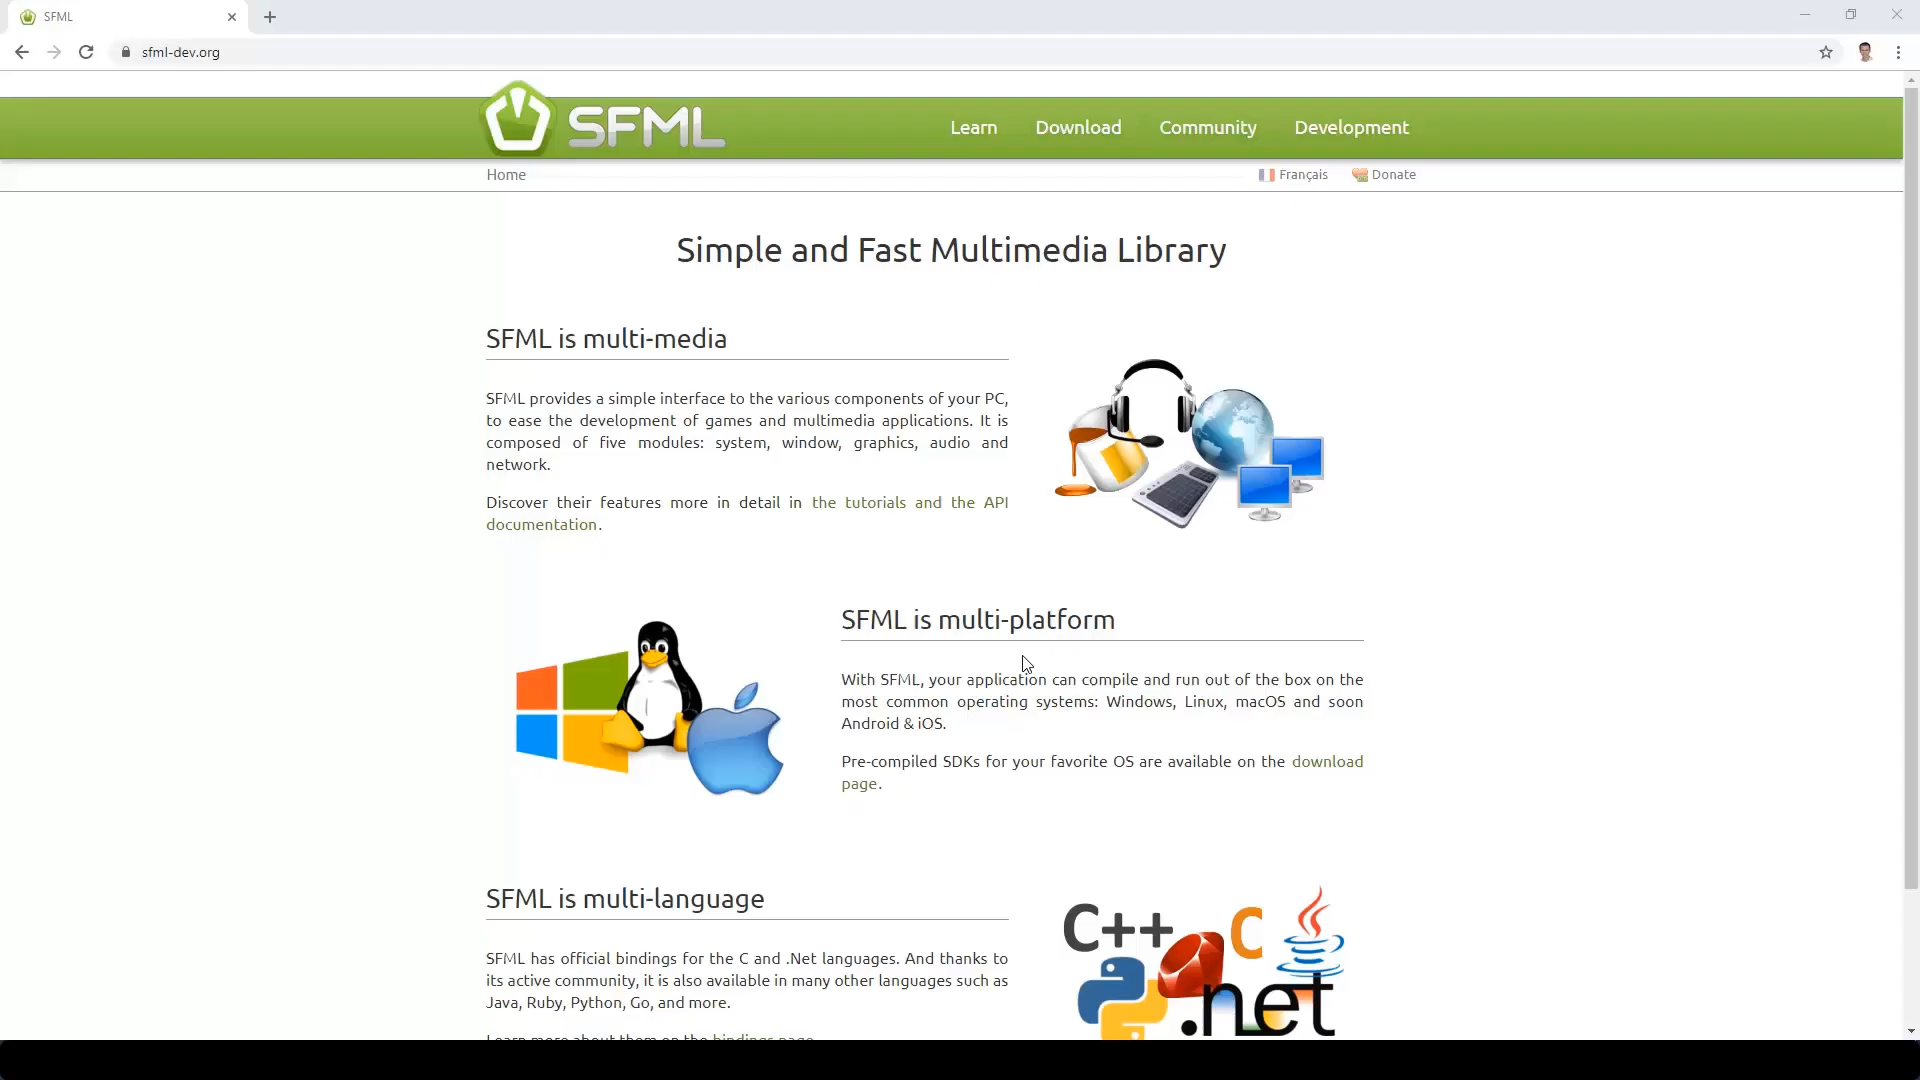 SFML
sfml-dev.org
SFML
Learn Download Community Development
Home
Français Donate
Simple and Fast Multimedia Library
SFML is multi-media
SFML provides a simple interface to the various components of your PC,
to ease the development of games and multimedia applications. It is
composed of five modules: system, window, graphics, audio and
network.
Discover their features more in detail in the tutorials and the API
documentation.
SFML is multi-platform
With SFML, your application can compile and run out of the box on the
most common operating systems: Windows, Linux, macOS and soon
Android & iOS.
Pre-compiled SDKs for your favorite OS are available on the download
page.
SFML is multi-language
SFML has official bindings for the C and .Net languages. And thanks to
its active community, it is also available in many other languages such as
Java, Ruby, Python, Go, and more.
Learn more about them on the bindings page
C++
C
.net